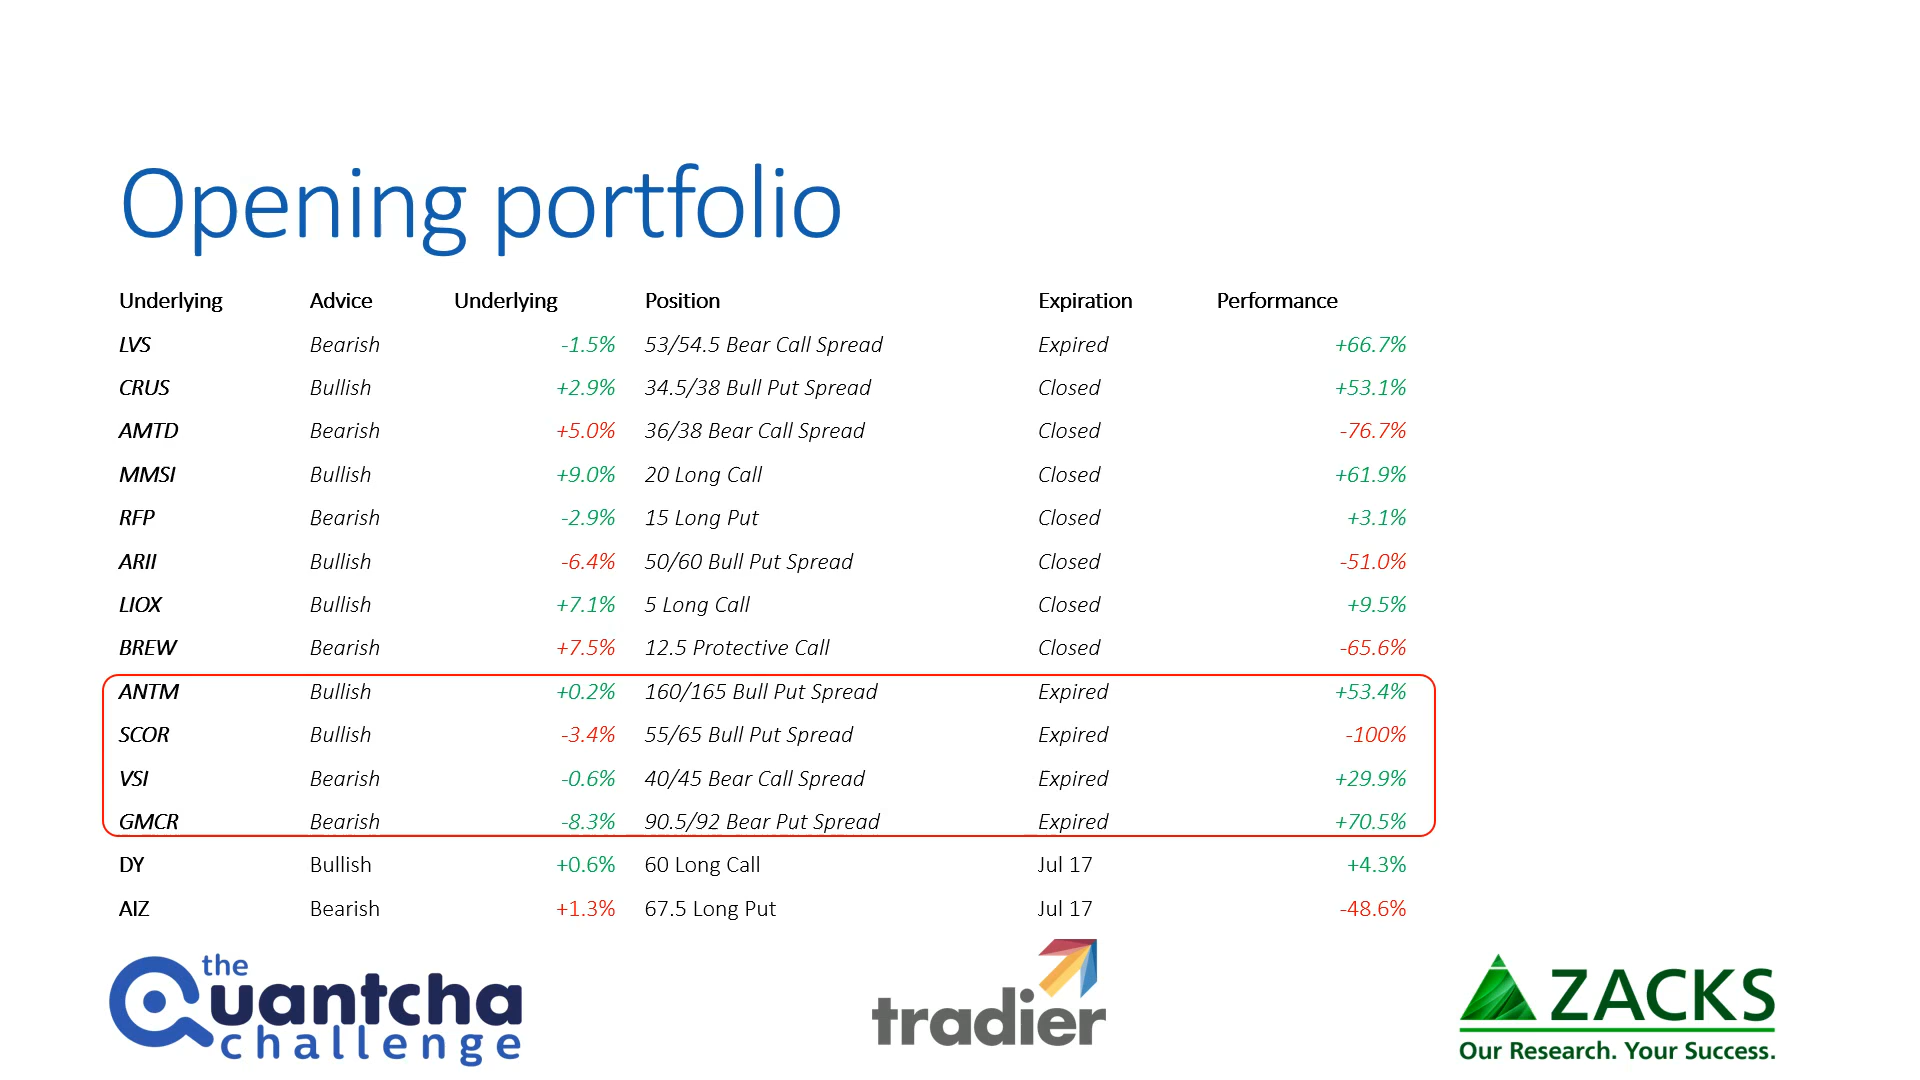 Opening portfolio
Underlying Advice Underlying Position Expiration Performance
LVS Bearish -1.5% 53/54.5 Bear Call Spread Expired +66.7%
CRUS Bullish +2.9% 34.5/38 Bull Put Spread Closed +53.1%
AMTD Bearish +5.0% 36/38 Bear Call Spread Closed -76.7%
MMSI Bullish +9.0% 20 Long Call Closed +61.9%
RFP Bearish -2.9% 15 Long Put Closed +3.1%
ARII Bullish -6.4% 50/60 Bull Put Spread Closed -51.0%
LIOX Bullish +7.1% 5 Long Call Closed +9.5%
BREW Bearish +7.5% 12.5 Protective Call Closed -65.6%
ANTM Bullish +0.2% 160/165 Bull Put Spread Expired +53.4%
SCOR Bullish -3.4% 55/65 Bull Put Spread Expired -100%
VSI Bearish -0.6% 40/45 Bear Call Spread Expired +29.9%
GMCR Bearish -8.3% 90.5/92 Bear Put Spread Expired +70.5%
DY Bullish +0.6% 60 Long Call Jul 17 +4.3%
AIZ Bearish +1.3% 67.5 Long Put Jul 17 -48.6%
the
Quantcha
challenge
tradier
ZACKS
Our Research. Your Success.